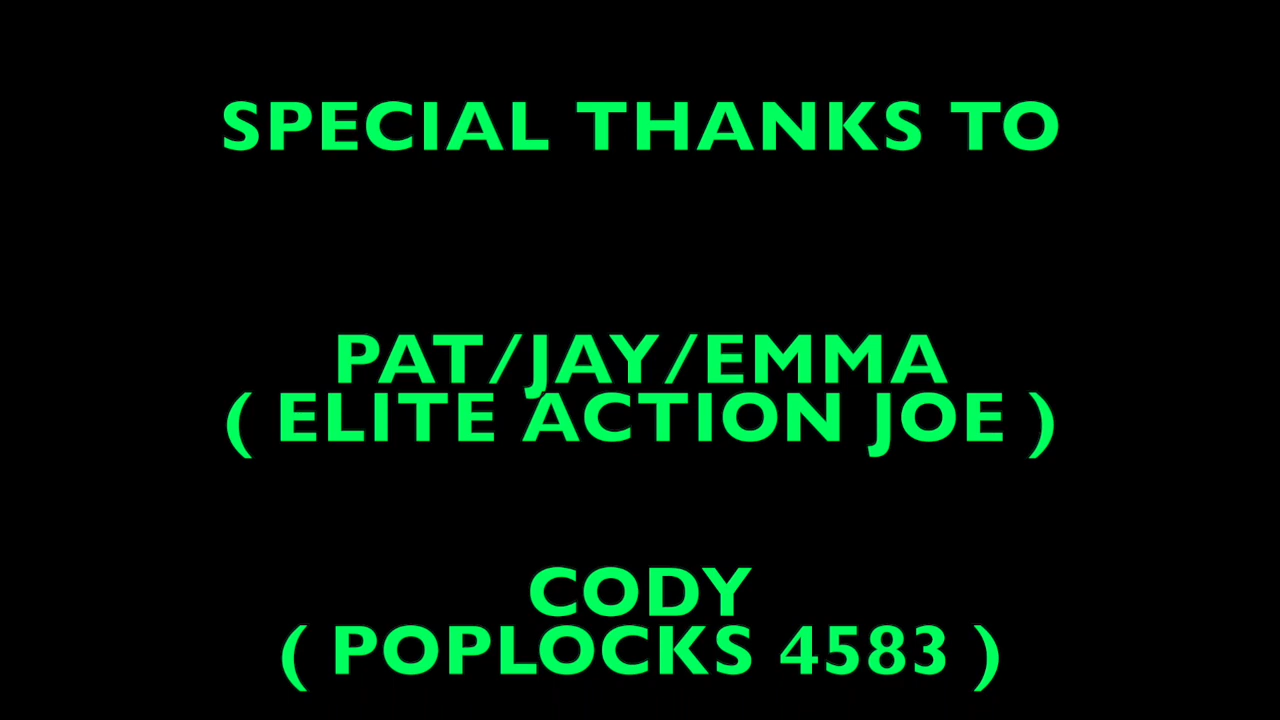 SPECIAL THANKS TO
PAT/JAY/EMMA
( ELITE ACTION JOE )
CODY
( POPLOCKS 4583 )